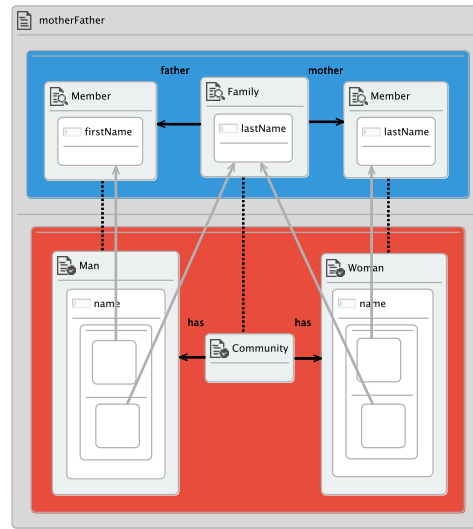 motherFather
father
mother
Member
Family
Member
firstName
lastName
lastName
Man
Woman
name
name
has
has
Community